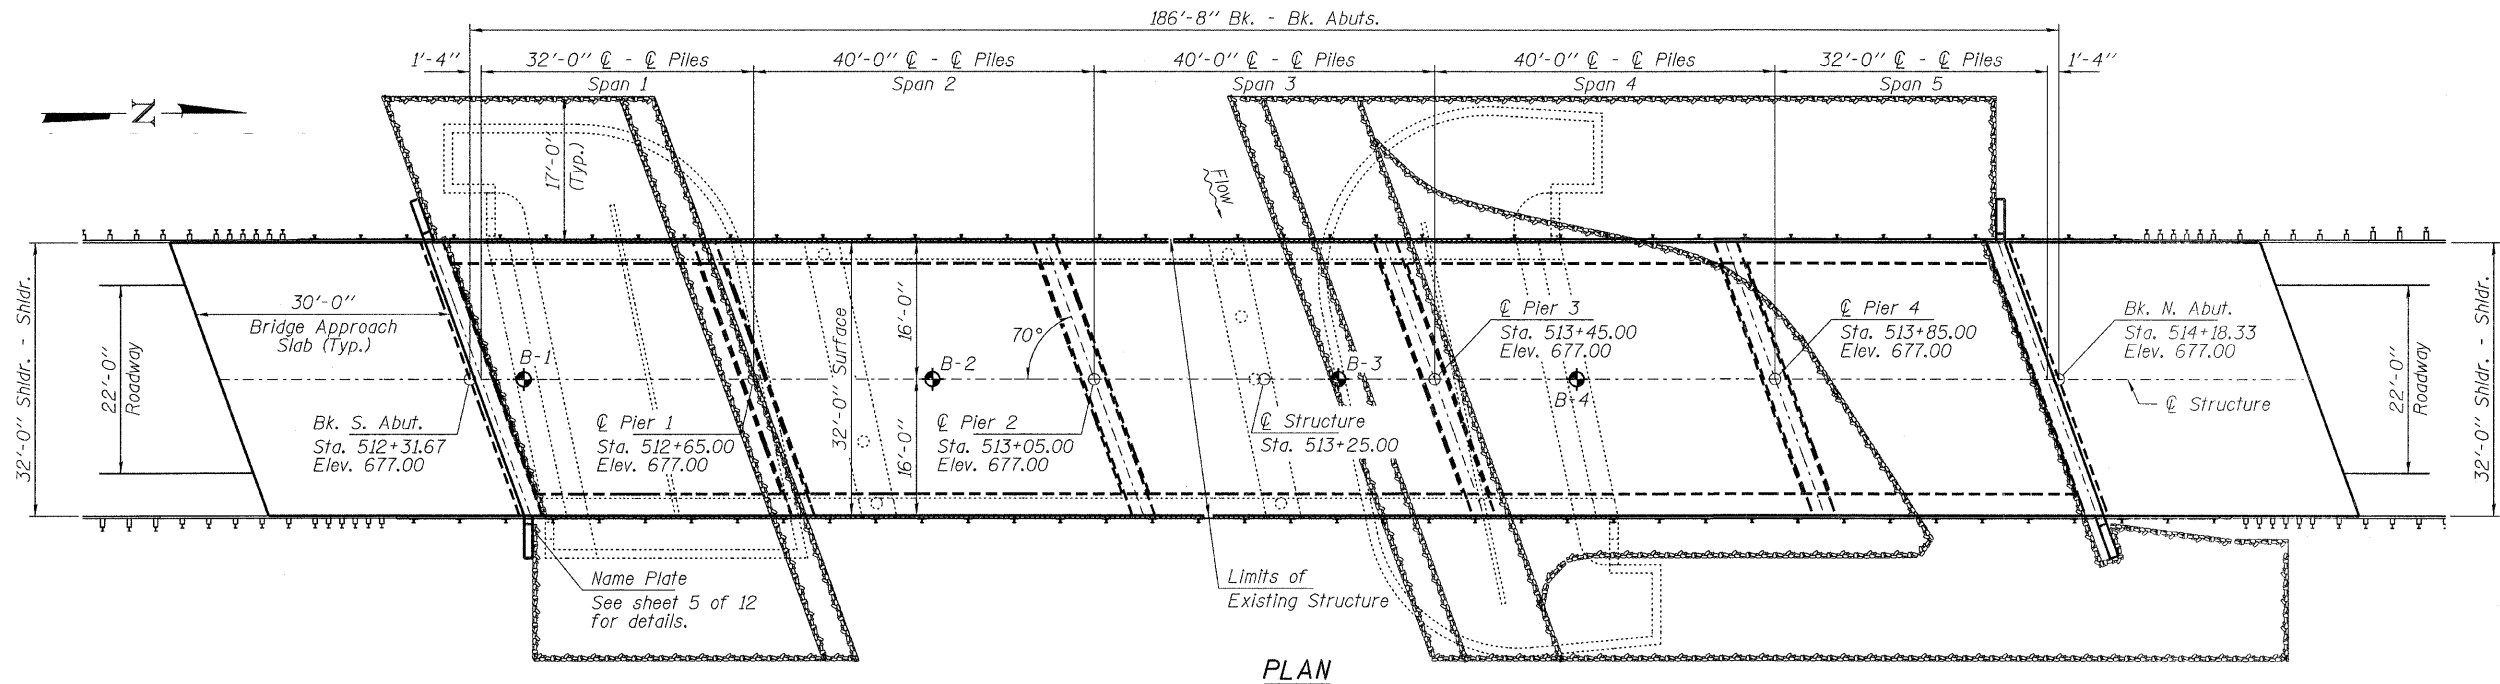 186'-8" Bk. - Bk. Abuts.
1'-4"
32'-0" ℄ - ℄ Piles
40'-0" ℄ - ℄ Piles
40'-0" ℄ - ℄ Piles
40'-0" ℄ - ℄ Piles
32'-0" ℄ - ℄ Piles
1'-4"
Span 1
Span 2
Span 3
Span 4
Span 5
N
17'-0"
(Typ.)
Flow
32'-0" Shldr. - Shldr.
22'-0"
Roadway
30'-0"
Bridge Approach
Slab (Typ.)
B-1
32'-0" Surface
16'-0"
16'-0"
B-2
70°
B-3
B-4
℄ Pier 3
Sta. 513+45.00
Elev. 677.00
℄ Pier 4
Sta. 513+85.00
Elev. 677.00
Bk. N. Abut.
Sta. 514+18.33
Elev. 677.00
℄ Structure
22'-0"
Roadway
32'-0" Shldr. - Shldr.
Bk. S. Abut.
Sta. 512+31.67
Elev. 677.00
℄ Pier 1
Sta. 512+65.00
Elev. 677.00
℄ Pier 2
Sta. 513+05.00
Elev. 677.00
℄ Structure
Sta. 513+25.00
Name Plate
See sheet 5 of 12
for details.
Limits of
Existing Structure
PLAN